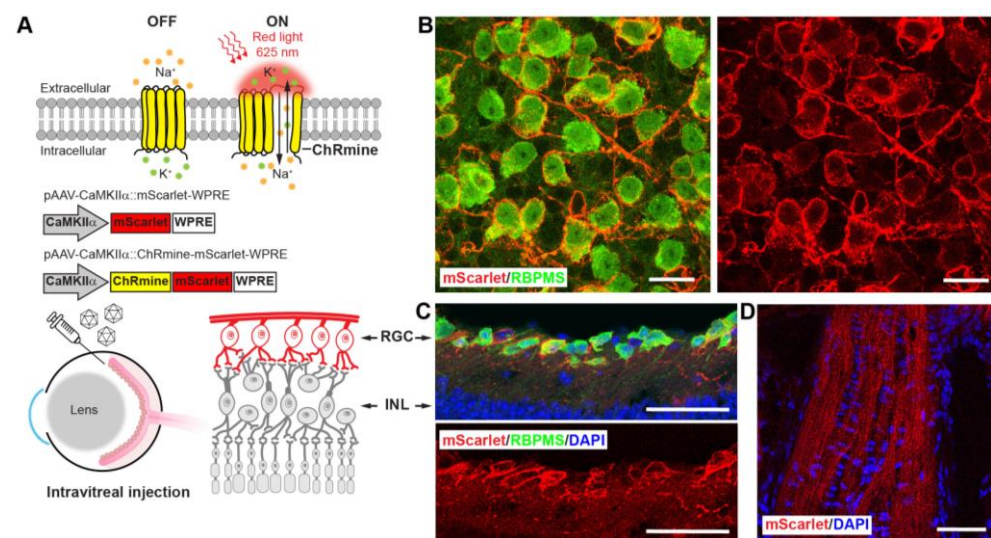 A
OFF
ON
Red light
625 nm
Na⁺
K⁺
Extracellular
Intracellular
ChRmine
K⁺
Na⁺
pAAV-CaMKIIα::mScarlet-WPRE
CaMKIIα mScarlet WPRE
pAAV-CaMKIIα::ChRmine-mScarlet-WPRE
CaMKIIα ChRmine mScarlet WPRE
Lens
Intravitreal injection
RGC
INL
B
mScarlet/RBPMS
C
mScarlet/RBPMS/DAPI
D
mScarlet/DAPI